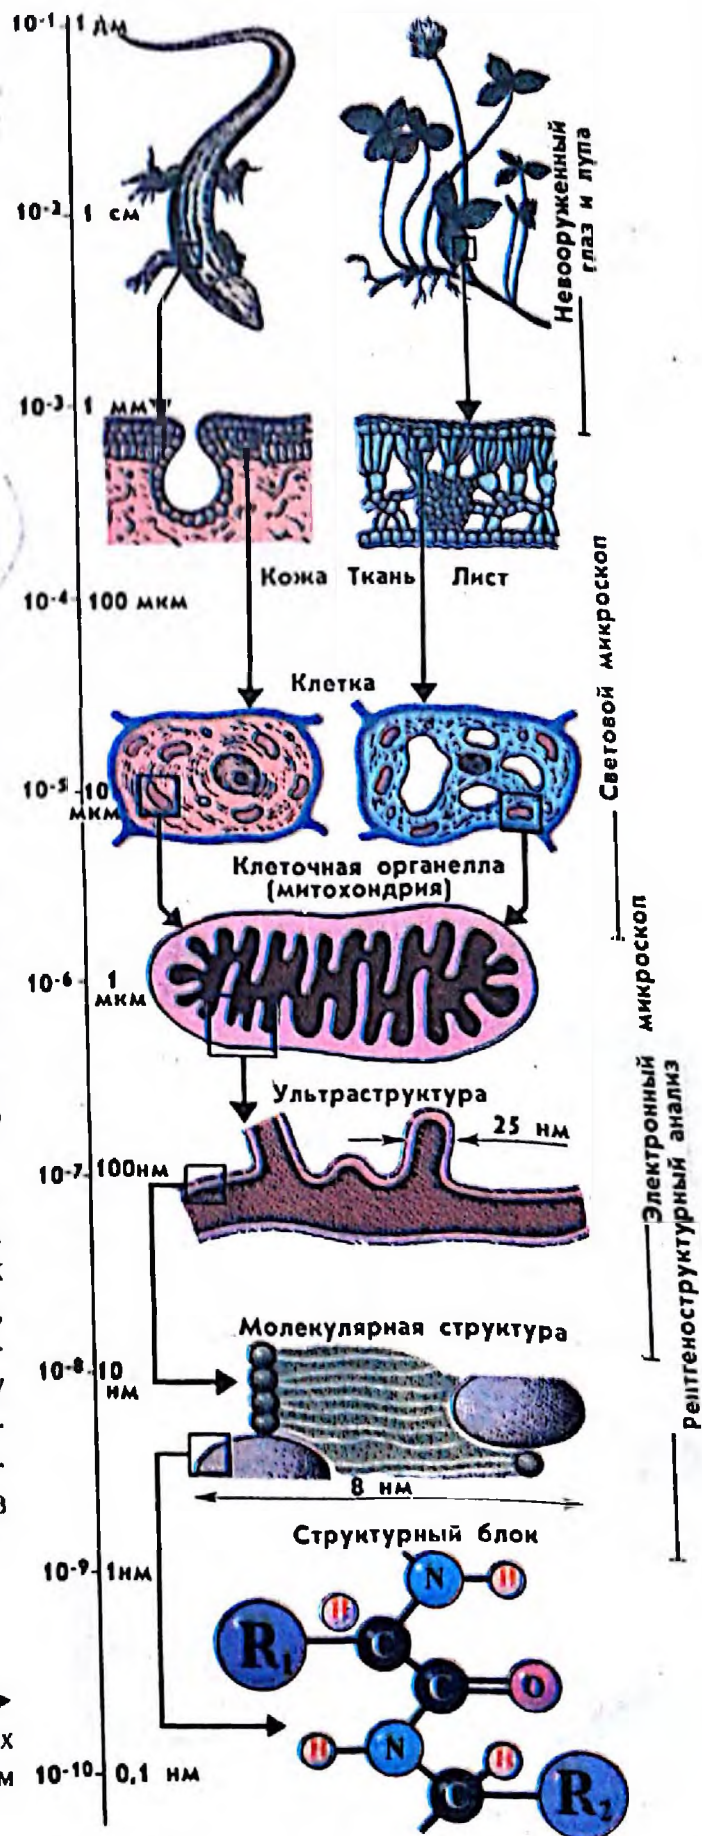 10-1 1 дм
Невооруженный
глаз и лупа
10-2 1 см
10-3 1 мм
Кожа Ткань Лист
10-4 100 мкм
Световой микроскоп
Клетка
10-5 10
мкм
Клеточная органелла
(митохондрия)
10-6 1
мкм
Электронный микроскоп
Ультраструктура
25 нм
10-7 100нм
Рентгеноструктурный анализ
Молекулярная структура
10-8 10
нм
8 нм
Структурный блок
10-9 1нм
N H
H
R1 C
C O
H N H
10-10 0,1 нм
C R2